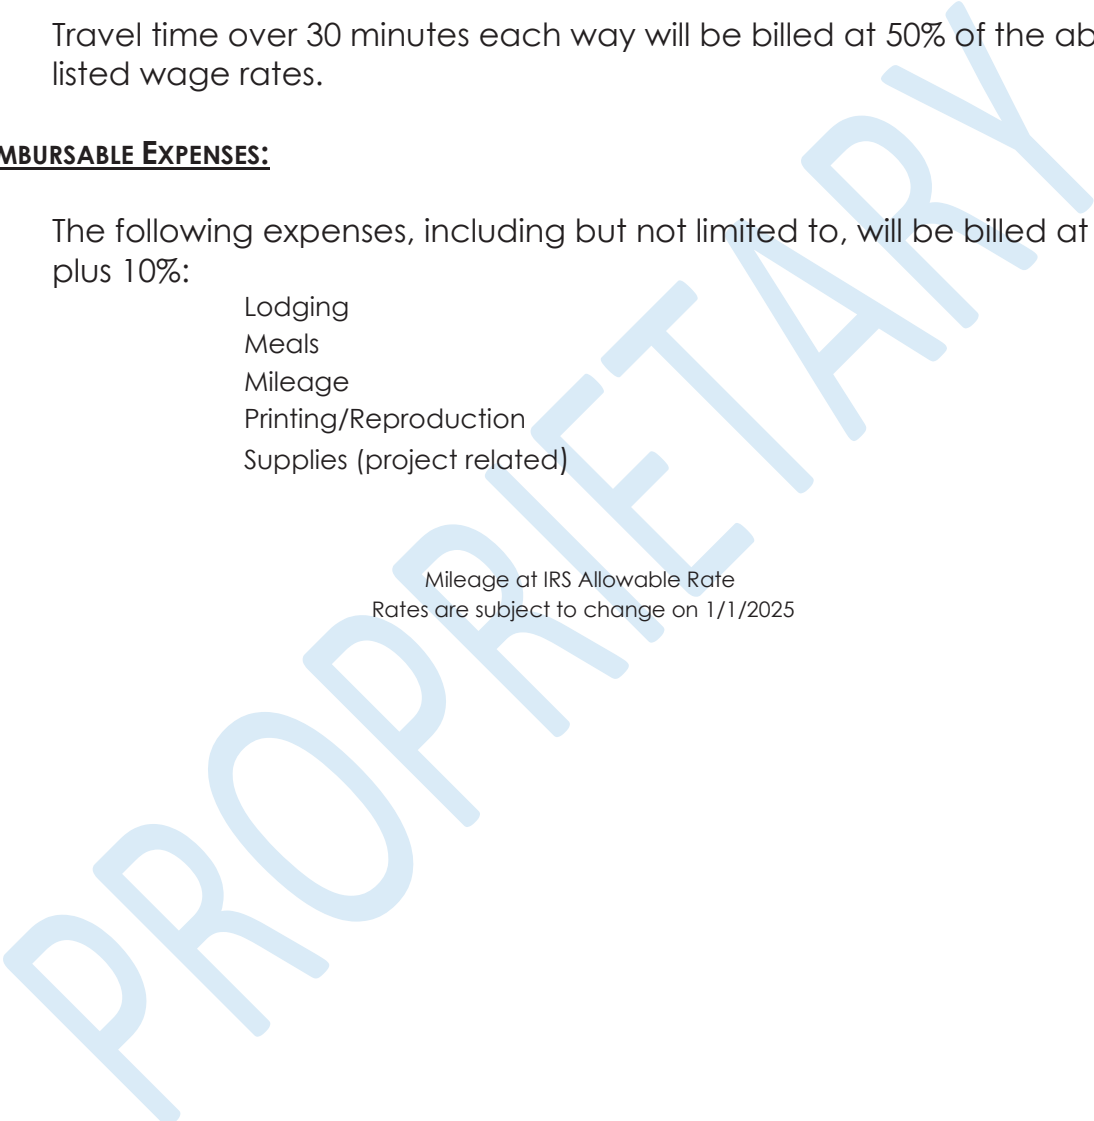 Travel time over 30 minutes each way will be billed at 50% of the ab
listed wage rates.
MBURSABLE EXPENSES:
The following expenses, including but not limited to, will be billed at
plus 10%:
Lodging
Meals
Mileage
Printing/Reproduction
Supplies (project related)
Mileage at IRS Allowable Rate
Rates are subject to change on 1/1/2025
PROPRIETARY